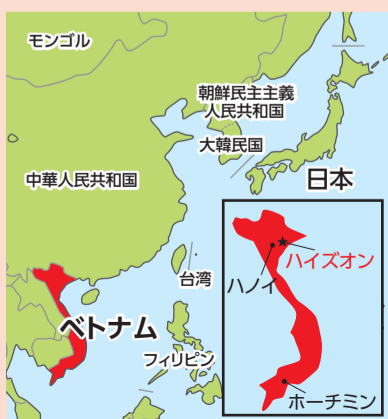 モンゴル
朝鮮民主主義
人民共和国
大韓民国
中華人民共和国
日本
台湾
ベトナム
フィリピン
ハイズオン
ハノイ
ホーチミン